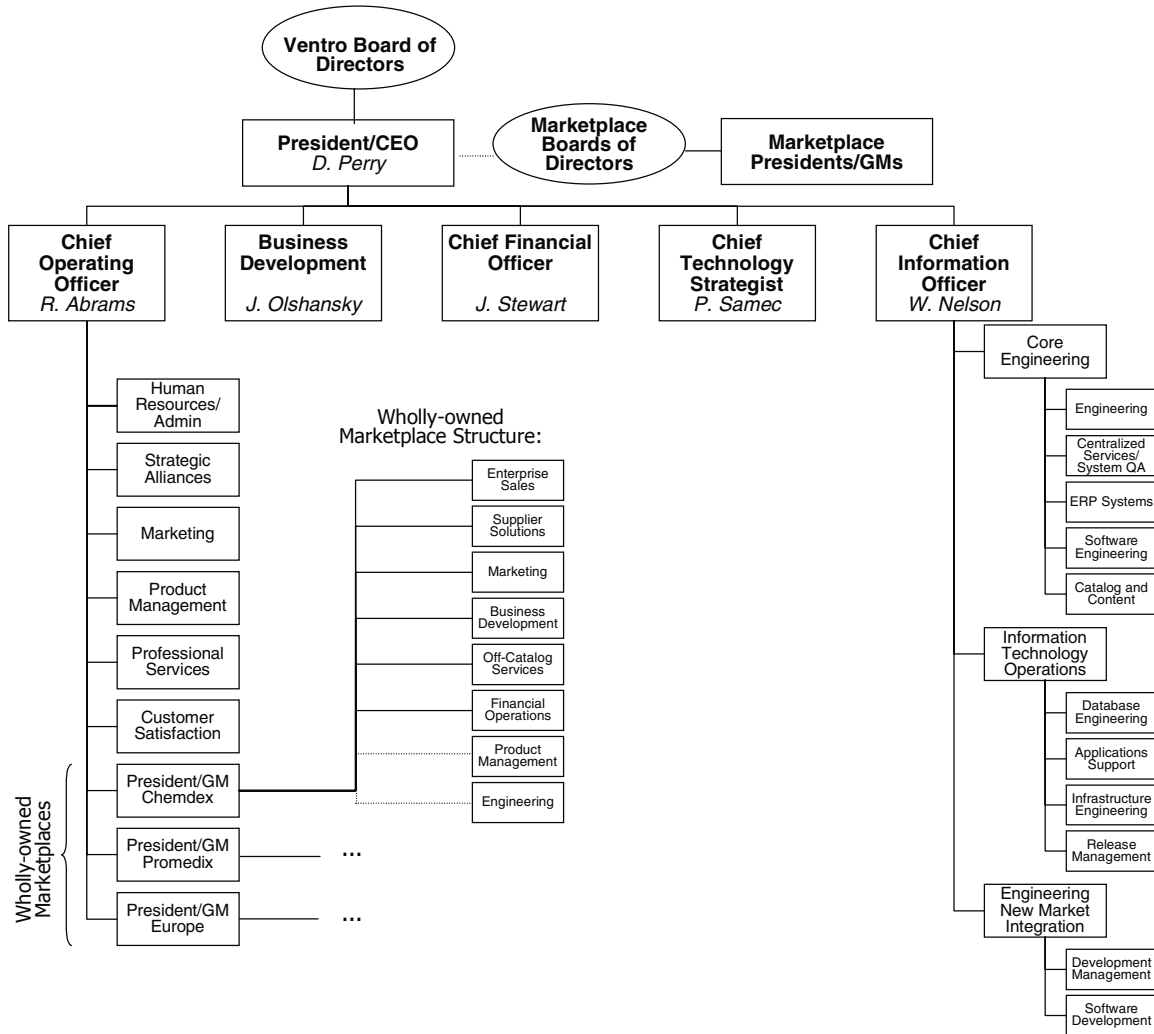 Ventro Board of
Directors
President/CEO
D. Perry
Marketplace
Boards of
Directors
Marketplace
Presidents/GMs
Chief
Operating
Officer
R. Abrams
Business
Development
J. Olshansky
Chief Financial
Officer
J. Stewart
Chief
Technology
Strategist
P. Samec
Chief
Information
Officer
W. Nelson
Human
Resources/
Admin
Strategic
Alliances
Marketing
Product
Management
Professional
Services
Customer
Satisfaction
Wholly-owned
Marketplaces
President/GM
Chemdex
President/GM
Promedix
...
President/GM
Europe
...
Wholly-owned
Marketplace Structure:
Enterprise
Sales
Supplier
Solutions
Marketing
Business
Development
Off-Catalog
Services
Financial
Operations
Product
Management
Engineering
Core
Engineering
Engineering
Centralized
Services/
System QA
ERP Systems
Software
Engineering
Catalog and
Content
Information
Technology
Operations
Database
Engineering
Applications
Support
Infrastructure
Engineering
Release
Management
Engineering
New Market
Integration
Development
Management
Software
Development